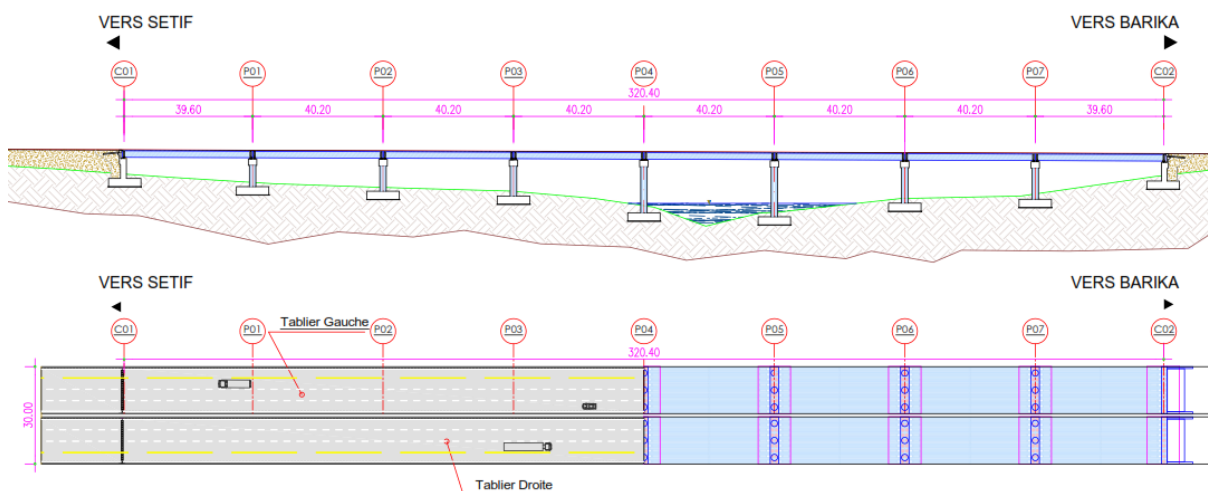 VERS SETIF
VERS BARIKA
C01 P01 P02 P03 P04 P05 P06 P07 C02
320.40
39.60 40.20 40.20 40.20 40.20 40.20 40.20 39.60
VERS SETIF
VERS BARIKA
C01 P01 P02 P03 P04 P05 P06 P07 C02
Tablier Gauche
320.40
30.00
Tablier Droite